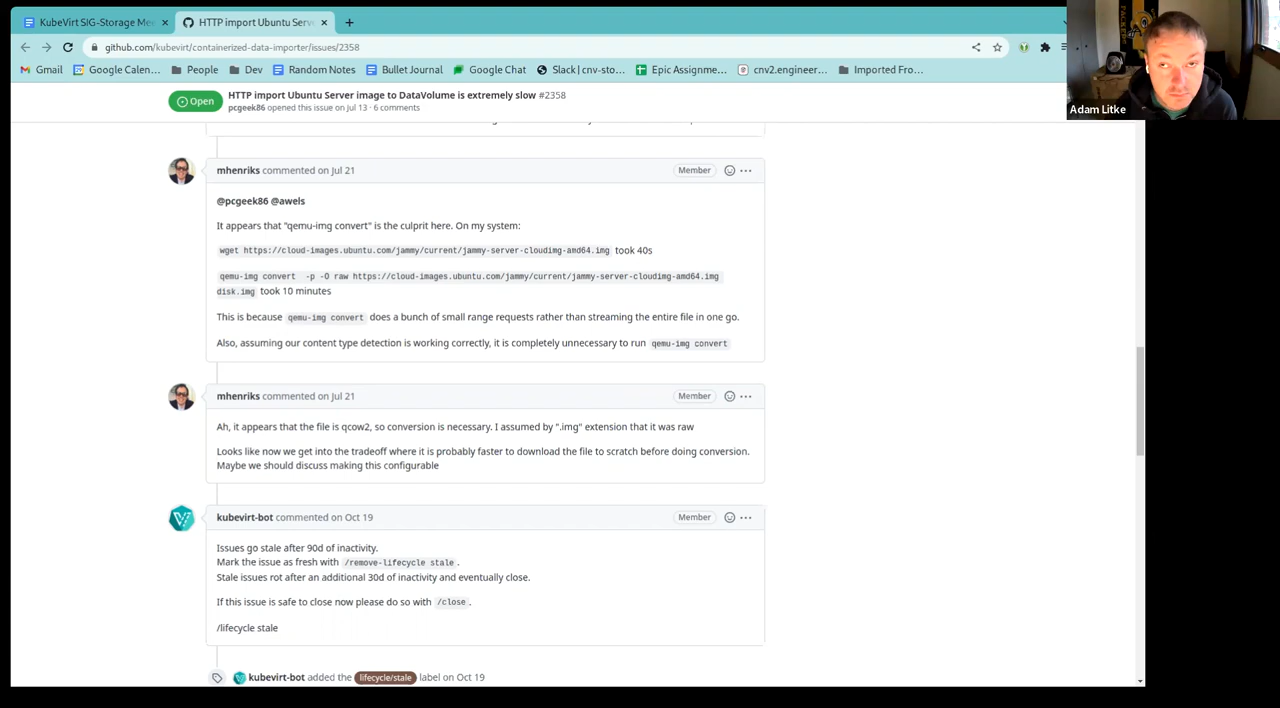 KubeVirt SIG-Storage Me
HTTP import Ubuntu Serv
github.com/kubevirt/containerized-data-importer/issues/2358
Gmail
Google Calen...
People
Dev
Random Notes
Bullet Journal
Google Chat
Slack | cnv-sto...
Epic Assignme...
cnv2.engineer...
Imported Fro...
Adam Litke
Open
HTTP import Ubuntu Server image to DataVolume is extremely slow #2358
pcgeek86 opened this issue on Jul 13 · 6 comments
mhenriks commented on Jul 21
Member
@pcgeek86 @awels
It appears that "qemu-img convert" is the culprit here. On my system:
wget https://cloud-images.ubuntu.com/jammy/current/jammy-server-cloudimg-amd64.img took 40s
qemu-img convert -p -O raw https://cloud-images.ubuntu.com/jammy/current/jammy-server-cloudimg-amd64.img
disk.img took 10 minutes
This is because qemu-img convert does a bunch of small range requests rather than streaming the entire file in one go.
Also, assuming our content type detection is working correctly, it is completely unnecessary to run qemu-img convert
mhenriks commented on Jul 21
Member
Ah, it appears that the file is qcow2, so conversion is necessary. I assumed by ".img" extension that it was raw
Looks like now we get into the tradeoff where it is probably faster to download the file to scratch before doing conversion.
Maybe we should discuss making this configurable
kubevirt-bot commented on Oct 19
Member
Issues go stale after 90d of inactivity.
Mark the issue as fresh with /remove-lifecycle stale.
Stale issues rot after an additional 30d of inactivity and eventually close.
If this issue is safe to close now please do so with /close.
/lifecycle stale
kubevirt-bot added the lifecycle/stale label on Oct 19